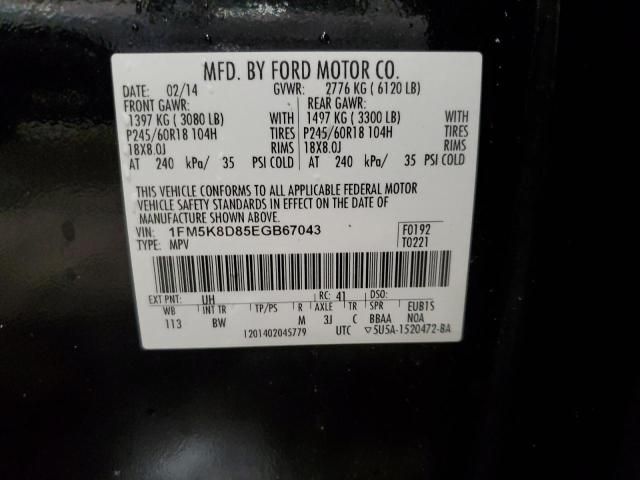 MFD. BY FORD MOTOR CO.
DATE: 02/14 GVWR: 2776 KG ( 6120 LB)
FRONT GAWR: REAR GAWR:
1397 KG ( 3080 LB) WITH 1497 KG ( 3300 LB) WITH
P245/60R18 104H TIRES P245/60R18 104H TIRES
18X8.0J RIMS 18X8.0J RIMS
AT 240 kPa/ 35 PSI COLD AT 240 kPa/ 35 PSI COLD
THIS VEHICLE CONFORMS TO ALL APPLICABLE FEDERAL MOTOR
VEHICLE SAFETY STANDARDS IN EFFECT ON THE DATE OF
MANUFACTURE SHOWN ABOVE.
VIN: 1FM5K8D85EGB67043 F0192
TYPE: MPV T0221
EXT PNT: UH RC: 41 DSO:
WB INT TR TP/PS R AXLE TR SPR EUB1S
113 BW M 3J C BBAA NOA
1201402045779 UTC ▽5U5A-1520472-BA